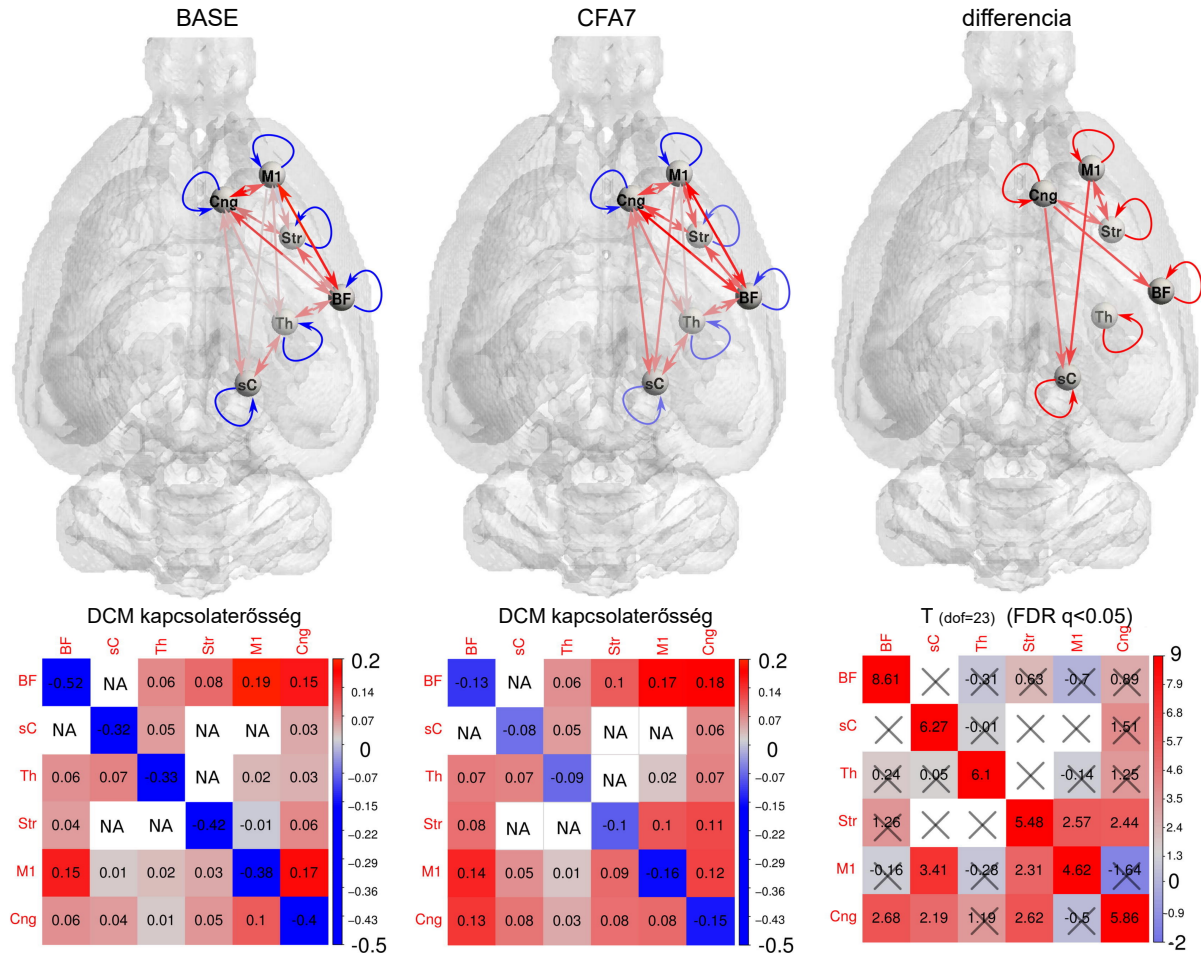 BASE CFA7 differencia
M1 M1 M1
Cng Cng Cng
Str Str Str
BF BF BF
Th Th Th
sC sC sC
DCM kapcsolaterősség
BF sC Th Str M1 Cng
BF -0.52 NA 0.06 0.08 0.19 0.15
sC NA -0.32 0.05 NA NA 0.03
Th 0.06 0.07 -0.33 NA 0.02 0.03
Str 0.04 NA NA -0.42 -0.01 0.06
M1 0.15 0.01 0.02 0.03 -0.38 0.17
Cng 0.06 0.04 0.01 0.05 0.1 -0.4
0.2
0.14
0.07
0
-0.07
-0.15
-0.22
-0.29
-0.36
-0.43
-0.5
DCM kapcsolaterősség
BF sC Th Str M1 Cng
BF -0.13 NA 0.06 0.1 0.17 0.18
sC NA -0.08 0.05 NA NA 0.06
Th 0.07 0.07 -0.09 NA 0.02 0.07
Str 0.08 NA NA -0.1 0.1 0.11
M1 0.14 0.05 0.01 0.09 -0.16 0.12
Cng 0.13 0.08 0.03 0.08 0.08 -0.15
0.2
0.14
0.07
0
-0.07
-0.15
-0.22
-0.29
-0.36
-0.43
-0.5
T (dof=23) (FDR q<0.05)
BF sC Th Str M1 Cng
BF 8.61 -0.31 0.63 -0.7 0.89
sC 6.27 -0.01 1.51
Th 0.24 0.05 6.1 -0.14 1.25
Str 1.26 5.48 2.57 2.44
M1 -0.16 3.41 -0.28 2.31 4.62 -1.64
Cng 2.68 2.19 1.19 2.62 -0.5 5.86
9
7.9
6.8
5.7
4.6
3.5
2.4
1.3
0
-0.9
-2